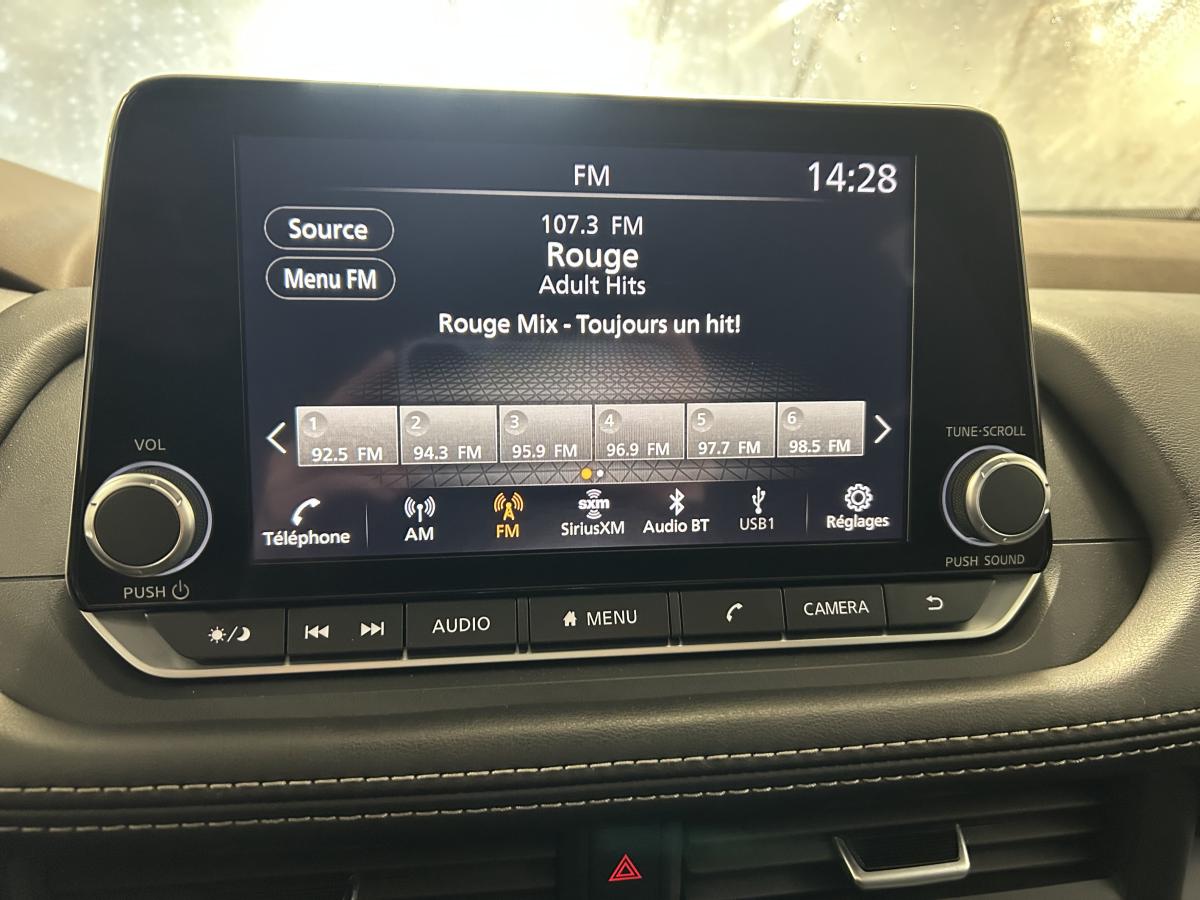 FM
14:28
Source
107.3 FM
Rouge
Menu FM
Adult Hits
Rouge Mix - Toujours un hit!
1 2 3 4 5 6
92.5 FM 94.3 FM 95.9 FM 96.9 FM 97.7 FM 98.5 FM
VOL
TUNE·SCROLL
sxm
Téléphone AM FM SiriusXM Audio BT USB1 Réglages
PUSH
PUSH SOUND
AUDIO MENU CAMERA